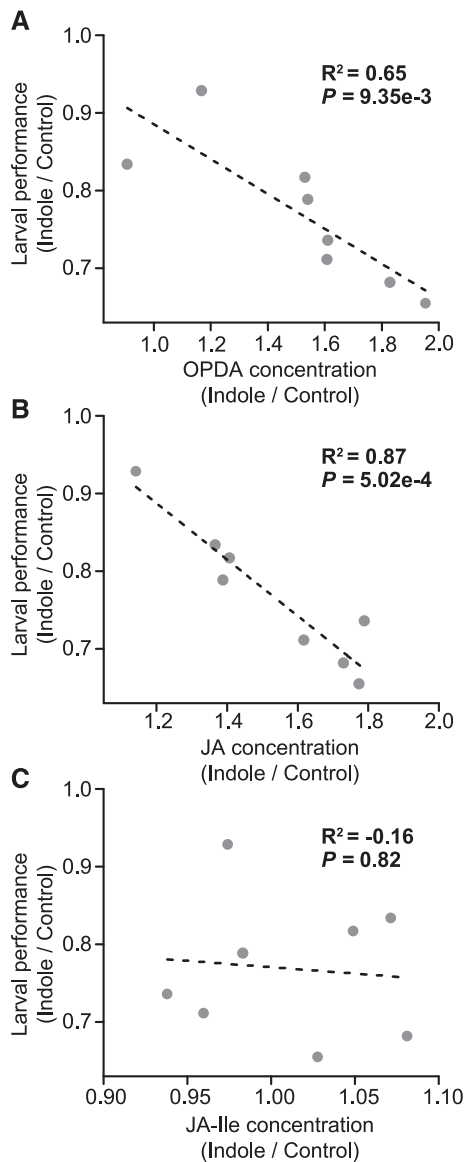 A
Larval performance
(Indole / Control)
1.0
0.9
0.8
0.7
R² = 0.65
P = 9.35e-3
1.0 1.2 1.4 1.6 1.8 2.0
OPDA concentration
(Indole / Control)
B
Larval performance
(Indole / Control)
1.0
0.9
0.8
0.7
R² = 0.87
P = 5.02e-4
1.2 1.4 1.6 1.8 2.0
JA concentration
(Indole / Control)
C
Larval performance
(Indole / Control)
1.0
0.9
0.8
0.7
R² = -0.16
P = 0.82
0.90 0.95 1.00 1.05 1.10
JA-Ile concentration
(Indole / Control)